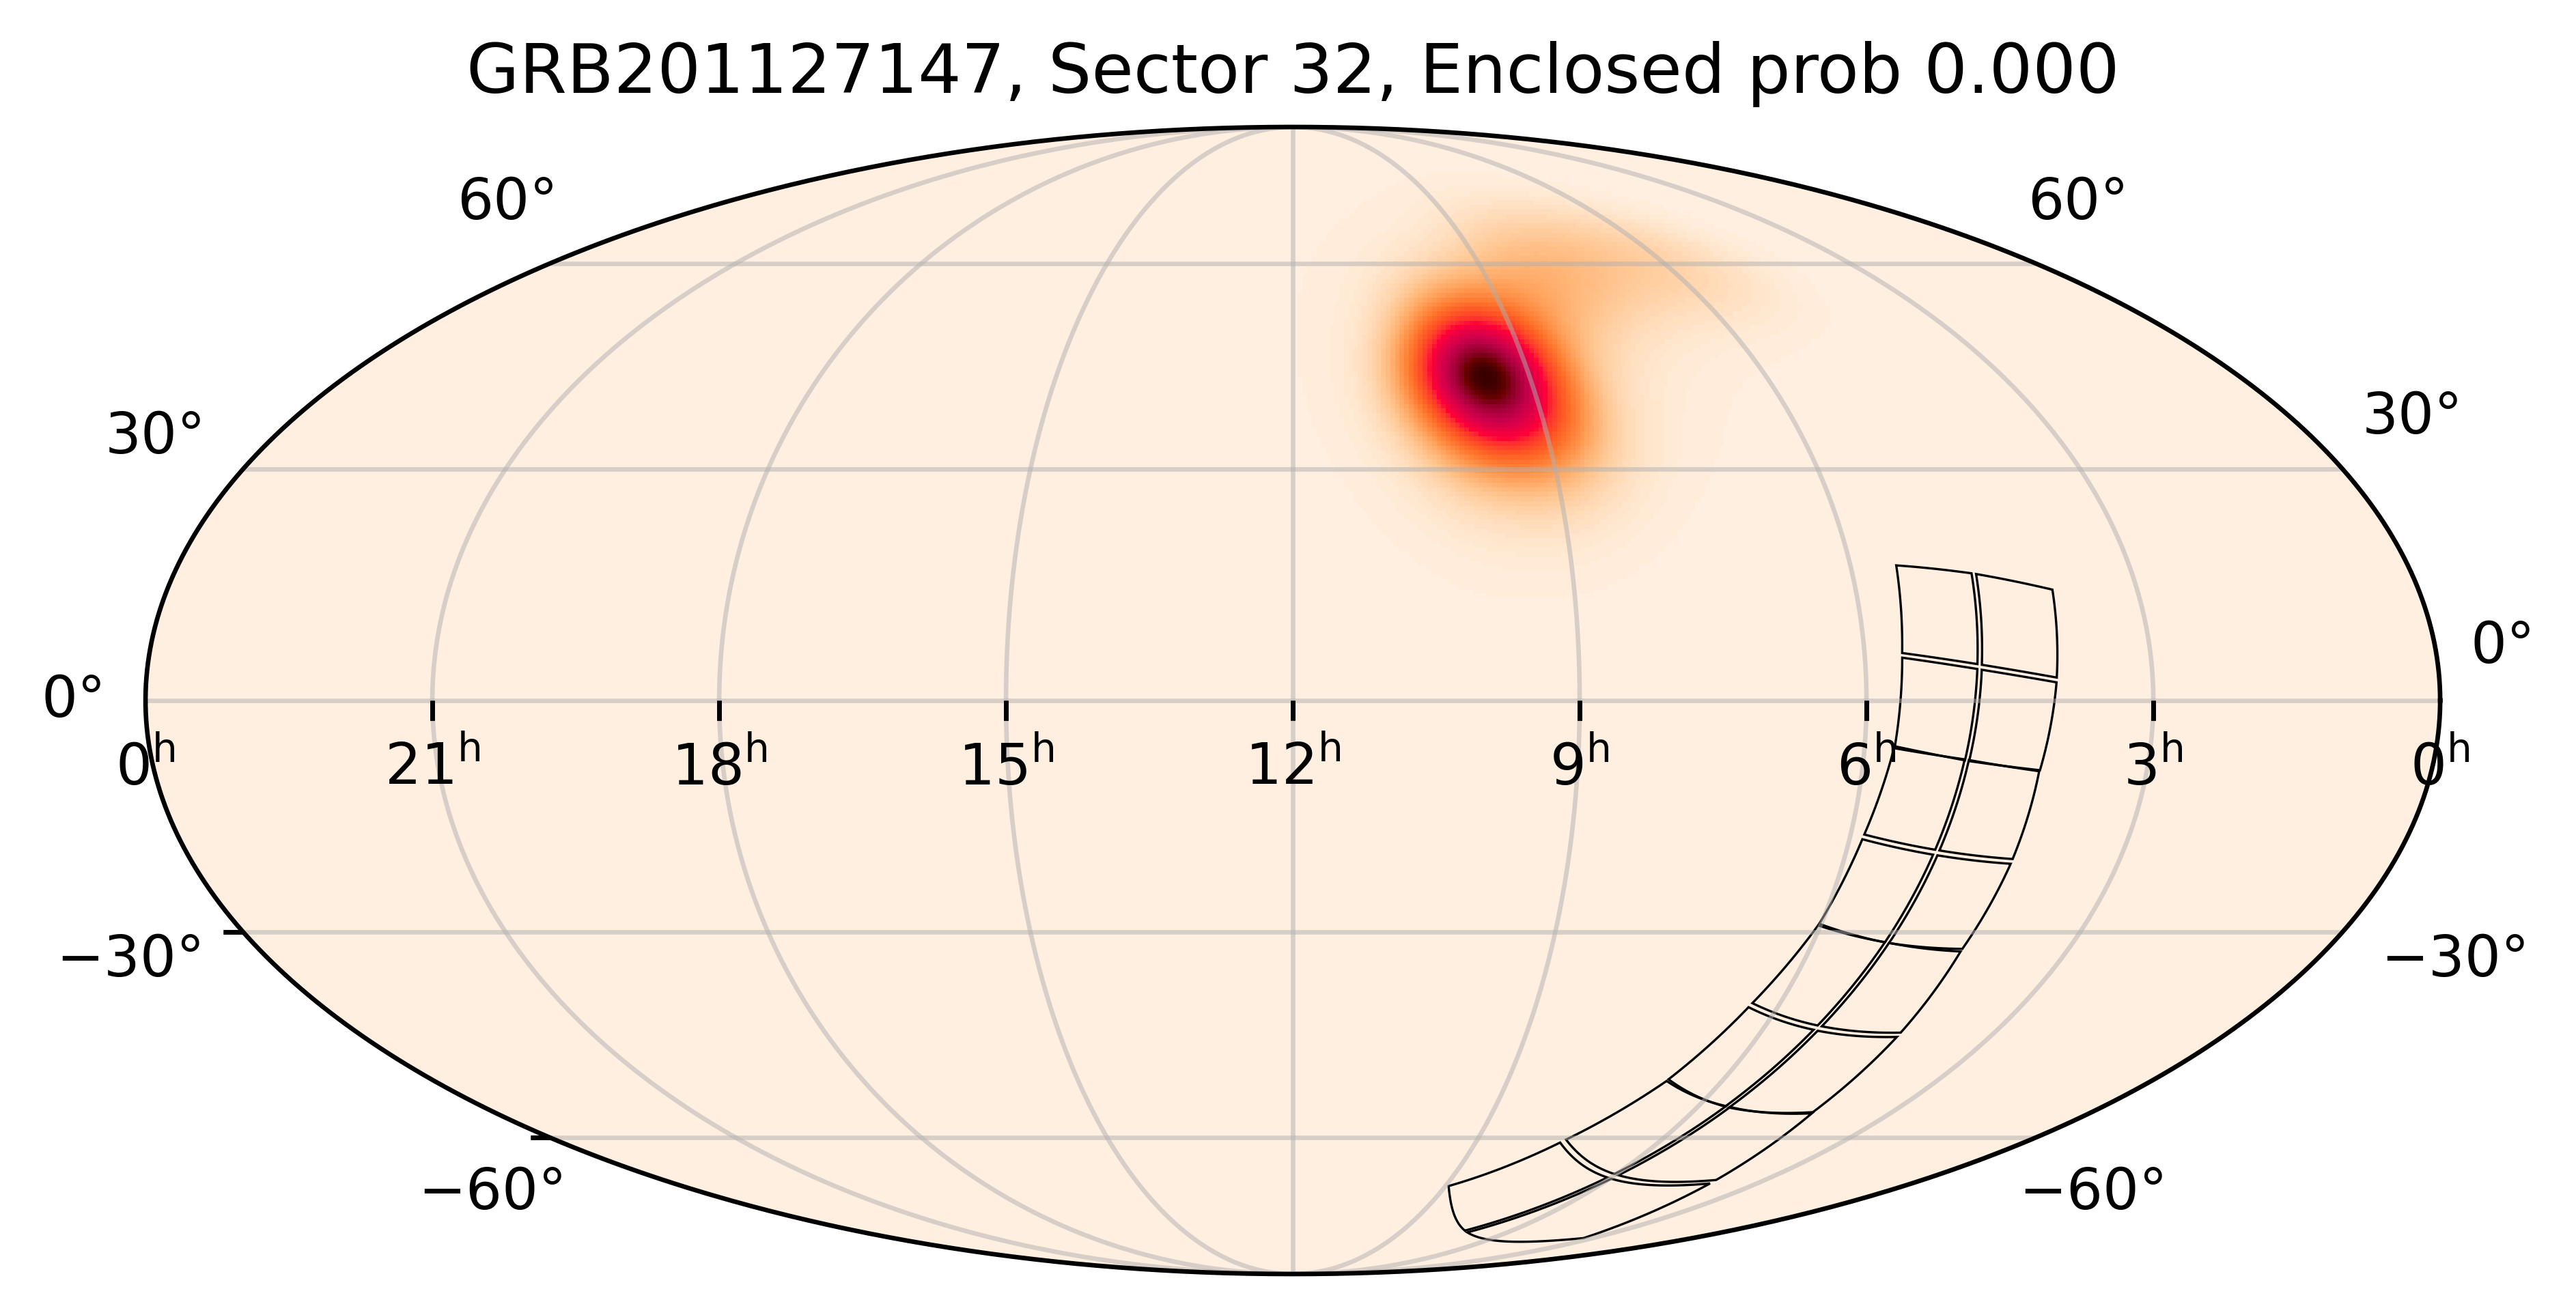 GRB201127147, Sector 32, Enclosed prob 0.000
60° 60°
30° 30°
0° 0°
0h 21h 18h 15h 12h 9h 6h 3h 0h
−30° −30°
−60° −60°